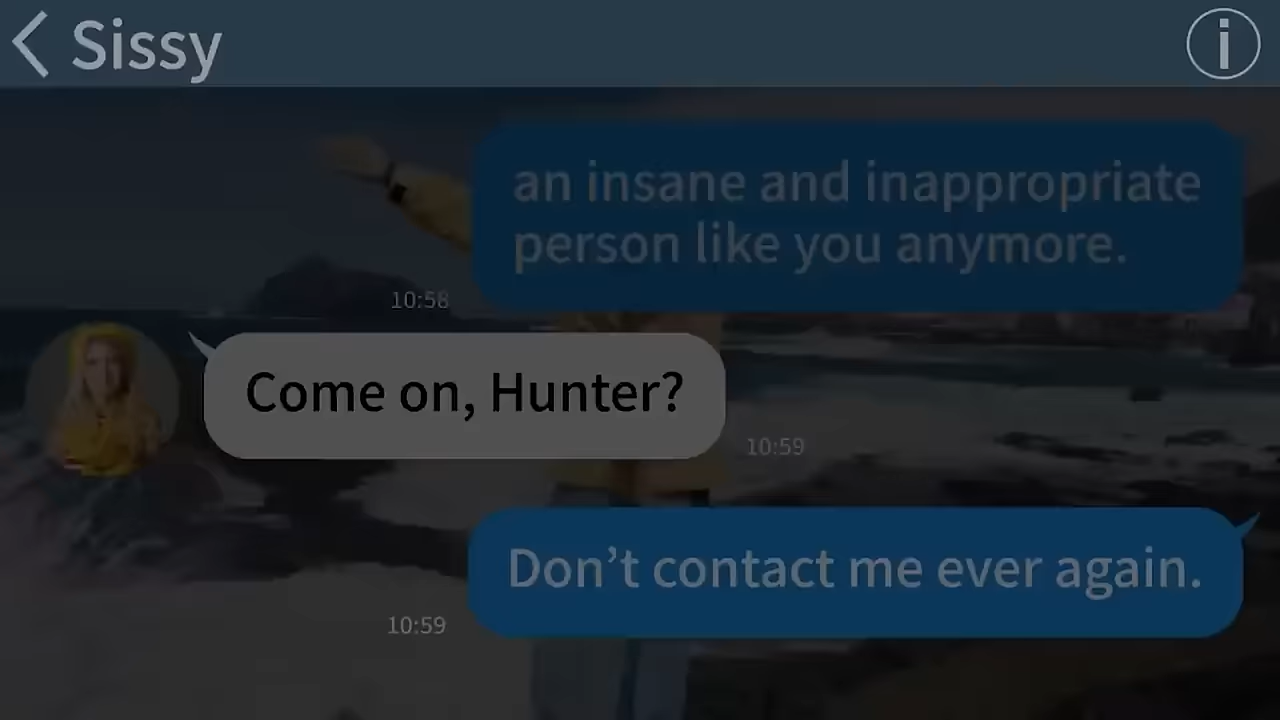 Sissy
an insane and inappropriate
person like you anymore.
10:58
Come on, Hunter?
10:59
Don’t contact me ever again.
10:59